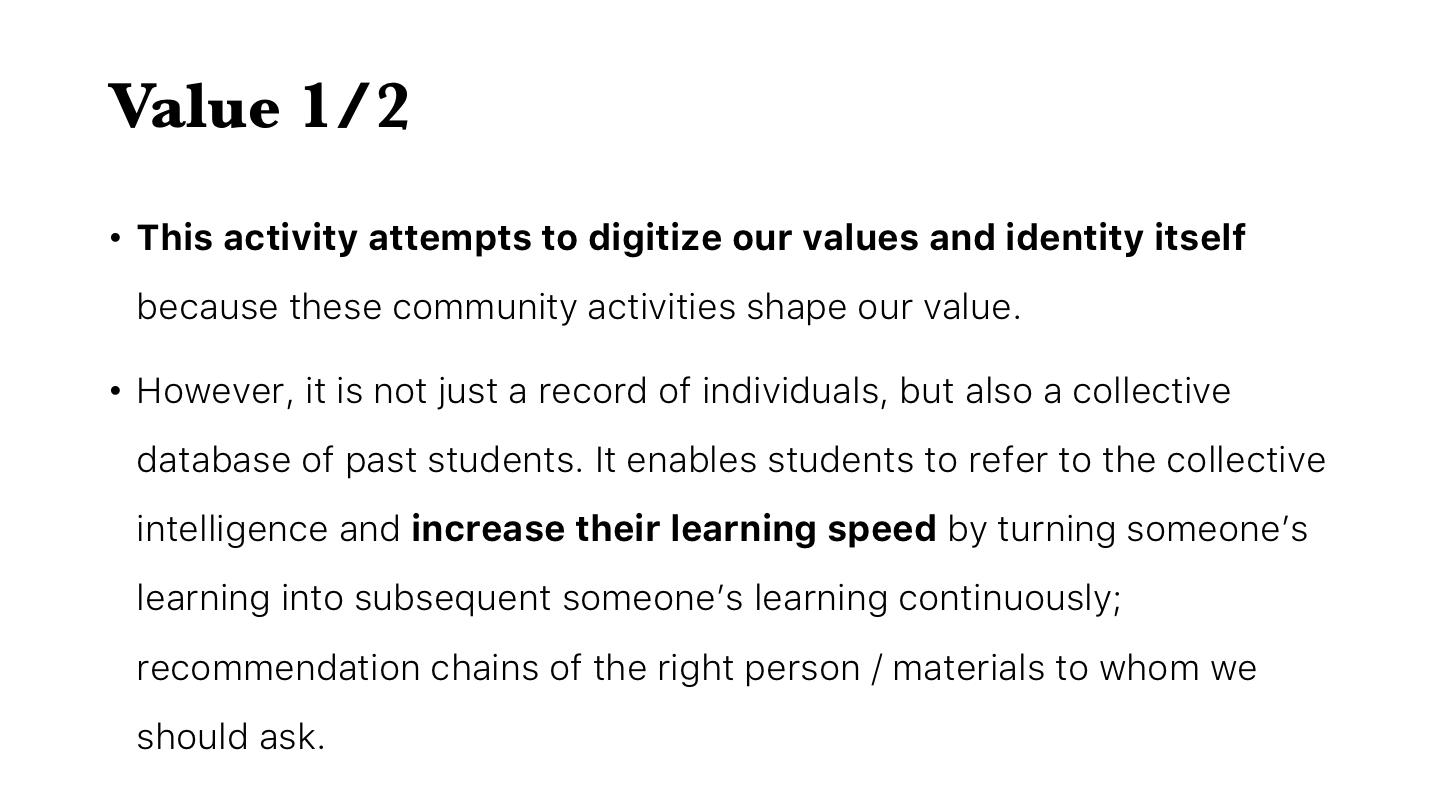 Value 1/2
• This activity attempts to digitize our values and identity itself
because these community activities shape our value.
• However, it is not just a record of individuals, but also a collective
database of past students. It enables students to refer to the collective
intelligence and increase their learning speed by turning someone’s
learning into subsequent someone’s learning continuously;
recommendation chains of the right person / materials to whom we
should ask.